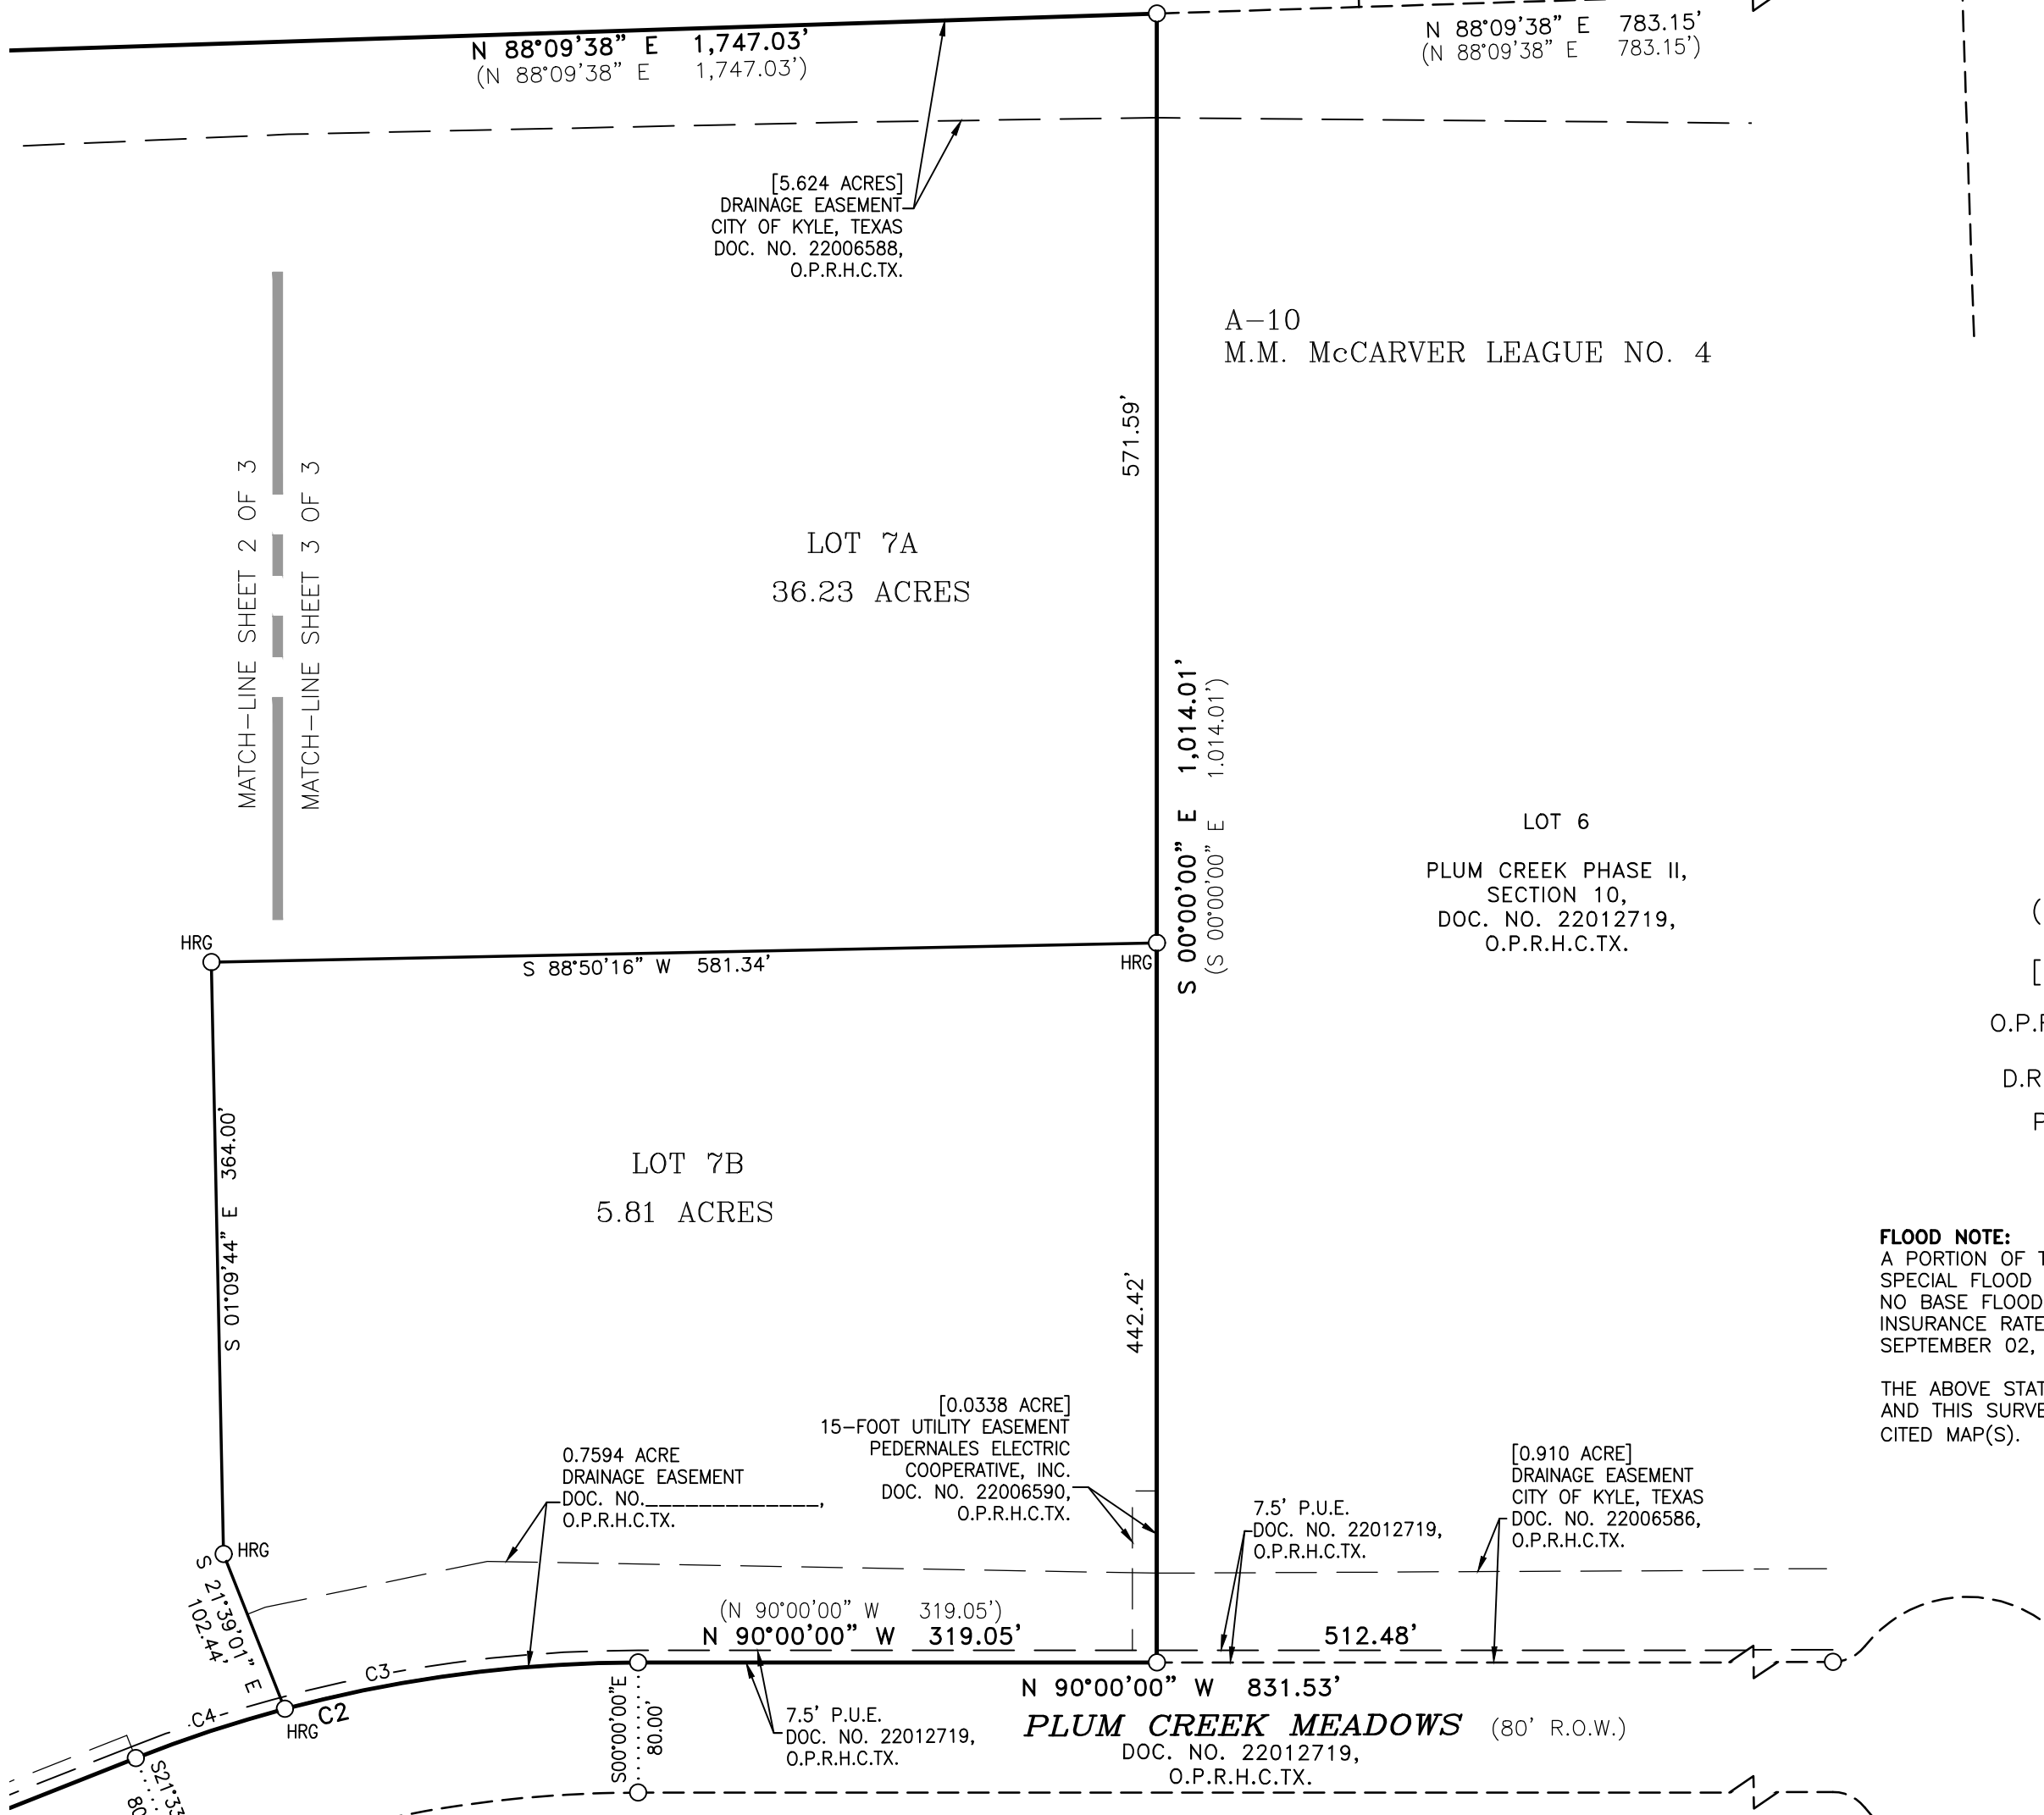 N 88°09'38" E 1,747.03'
(N 88°09'38" E 1,747.03')
N 88°09'38" E 783.15'
(N 88°09'38" E 783.15')
[5.624 ACRES]
DRAINAGE EASEMENT
CITY OF KYLE, TEXAS
DOC. NO. 22006588,
O.P.R.H.C.TX.
A-10
M.M. McCARVER LEAGUE NO. 4
571.59'
MATCH-LINE SHEET 2 OF 3
MATCH-LINE SHEET 3 OF 3
LOT 7A
36.23 ACRES
S 00°00'00" E 1,014.01'
(S 00°00'00" E 1.014.01')
LOT 6
PLUM CREEK PHASE II,
SECTION 10,
DOC. NO. 22012719,
O.P.R.H.C.TX.
HRG
S 88°50'16" W 581.34'
HRG
(
[
O.P.R
D.R
P
S 01°09'44" E 364.00'
LOT 7B
5.81 ACRES
442.42'
FLOOD NOTE:
A PORTION OF T
SPECIAL FLOOD
NO BASE FLOOD
INSURANCE RATE
SEPTEMBER 02,
THE ABOVE STAT
AND THIS SURVE
CITED MAP(S).
[0.0338 ACRE]
15-FOOT UTILITY EASEMENT
PEDERNALES ELECTRIC
COOPERATIVE, INC.
DOC. NO. 22006590,
O.P.R.H.C.TX.
0.7594 ACRE
DRAINAGE EASEMENT
DOC. NO.______________,
O.P.R.H.C.TX.
7.5' P.U.E.
DOC. NO. 22012719,
O.P.R.H.C.TX.
[0.910 ACRE]
DRAINAGE EASEMENT
CITY OF KYLE, TEXAS
DOC. NO. 22006586,
O.P.R.H.C.TX.
HRG
S 21°39'01" E
102.44'
(N 90°00'00" W 319.05')
N 90°00'00" W 319.05'
512.48'
C3
C4
HRG
C2
S00°00'00"E
80.00'
7.5' P.U.E.
DOC. NO. 22012719,
O.P.R.H.C.TX.
N 90°00'00" W 831.53'
PLUM CREEK MEADOWS (80' R.O.W.)
DOC. NO. 22012719,
O.P.R.H.C.TX.
S21°33
80